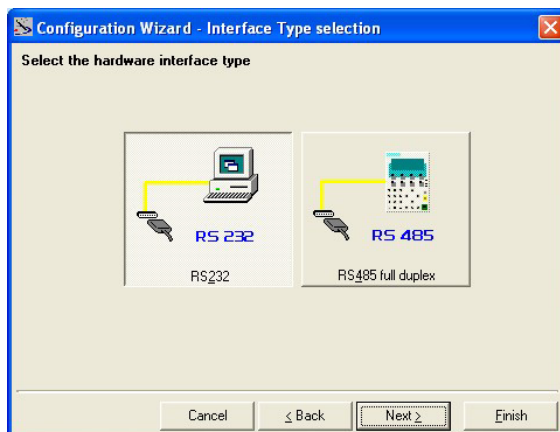 Configuration Wizard - Interface Type selection
Select the hardware interface type
RS 232
RS 485
RS232
RS485 full duplex
Cancel
< Back
Next >
Finish